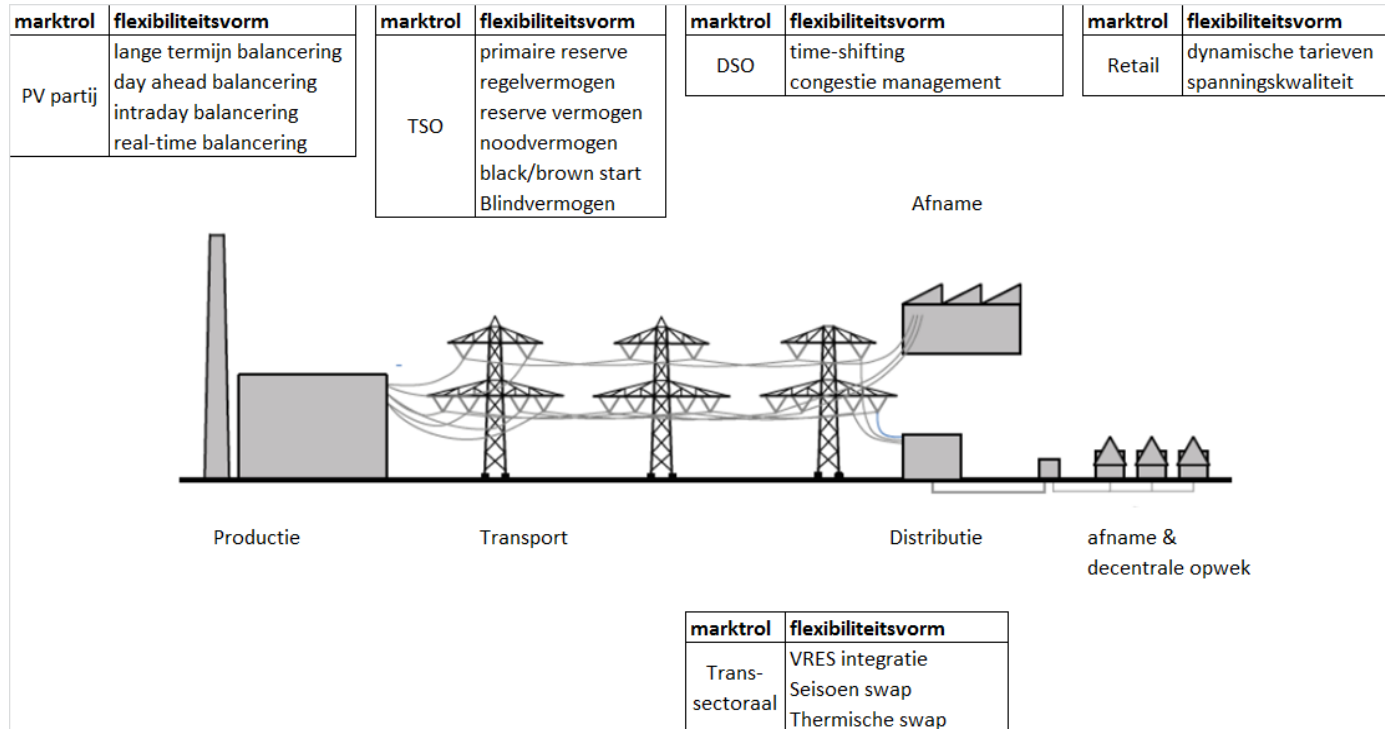 marktrol flexibiliteitsvorm
PV partij
lange termijn balancering
day ahead balancering
intraday balancering
real-time balancering
marktrol flexibiliteitsvorm
TSO
primaire reserve
regelvermogen
reserve vermogen
noodvermogen
black/brown start
Blindvermogen
marktrol flexibiliteitsvorm
DSO
time-shifting
congestie management
marktrol flexibiliteitsvorm
Retail
dynamische tarieven
spanningskwaliteit
Afname
Productie
Transport
Distributie
afname &
decentrale opwek
marktrol flexibiliteitsvorm
Trans-
sectoraal
VRES integratie
Seisoen swap
Thermische swap